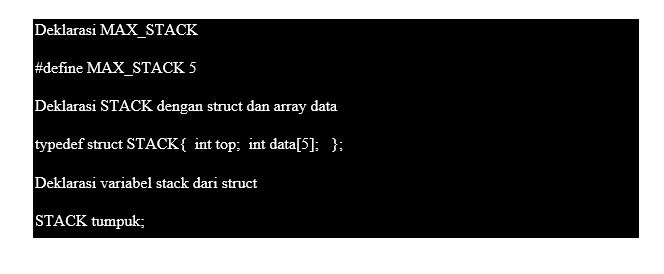 Deklarasi MAX_STACK
#define MAX_STACK 5
Deklarasi STACK dengan struct dan array data
typedef struct STACK{  int top;  int data[5];   };
Deklarasi variabel stack dari struct
STACK tumpuk;